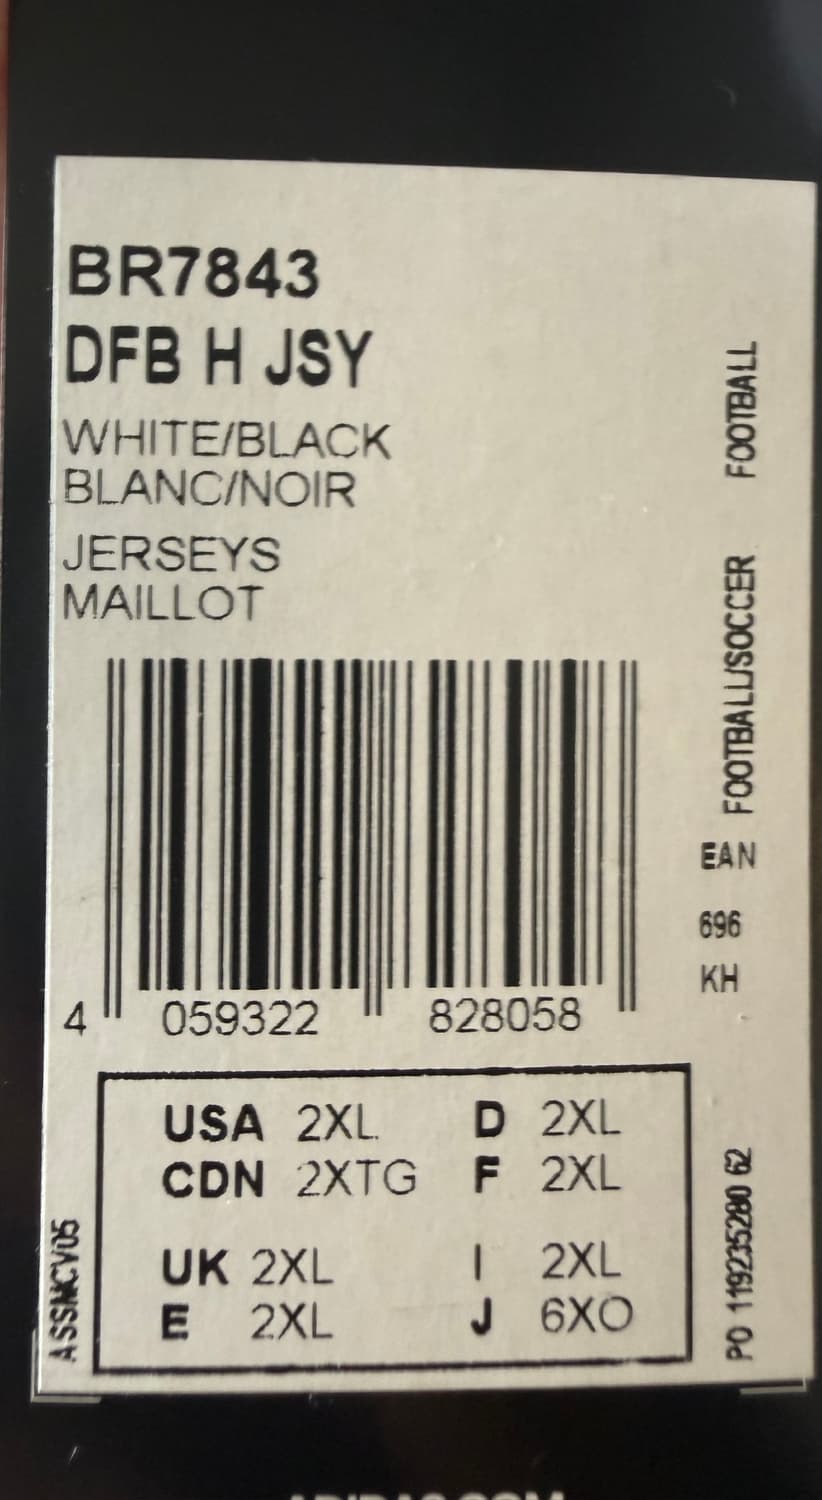 BR7843
DFB H JSY
WHITE/BLACK
BLANC/NOIR
JERSEYS
MAILLOT
FOOTBALL/SOCCER FOOTBALL
EAN
696
KH
4 059322 828058
USA 2XL D 2XL
CDN 2XTG F 2XL
UK 2XL I 2XL
E 2XL J 6XO
ASSMCV05
PO 119235280 62